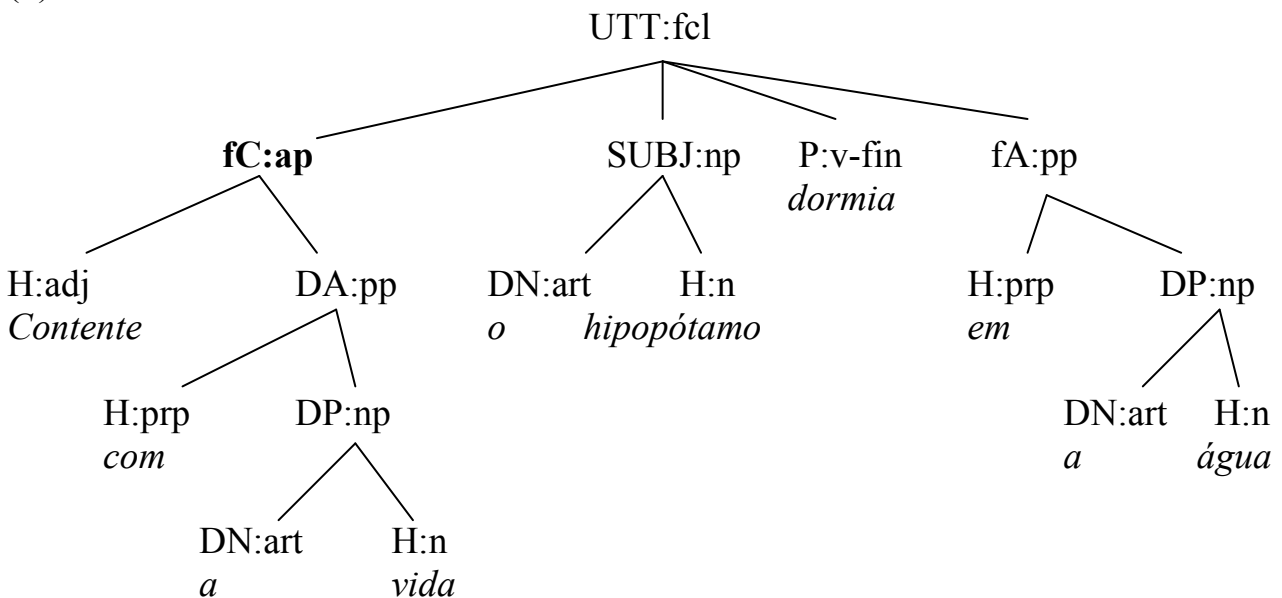 UTT:fcl
fC:ap SUBJ:np P:v-fin fA:pp
dormia
H:adj DA:pp DN:art H:n H:prp DP:np
Contente o hipopótamo em
H:prp DP:np DN:art H:n
com a água
DN:art H:n
a vida